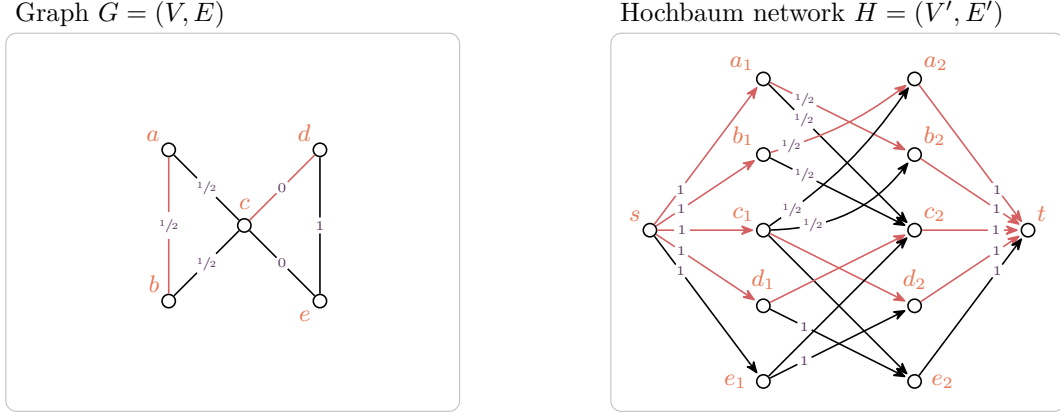 Graph G = (V, E)
a
d
1/2
0
c
1/2
1
1/2
0
b
e
Hochbaum network H = (V′, E′)
a₁
a₂
1/2
1/2
b₁
b₂
1/2
1/2
1
1
s
1
c₁
1/2
1/2
c₂
1
t
1
1
1
1
1
d₁
d₂
1
1
e₁
e₂
1